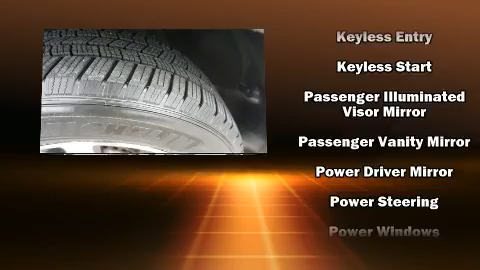 Keyless Entry
Keyless Start
Passenger Illuminated
Visor Mirror
Passenger Vanity Mirror
Power Driver Mirror
Power Steering
Power Windows